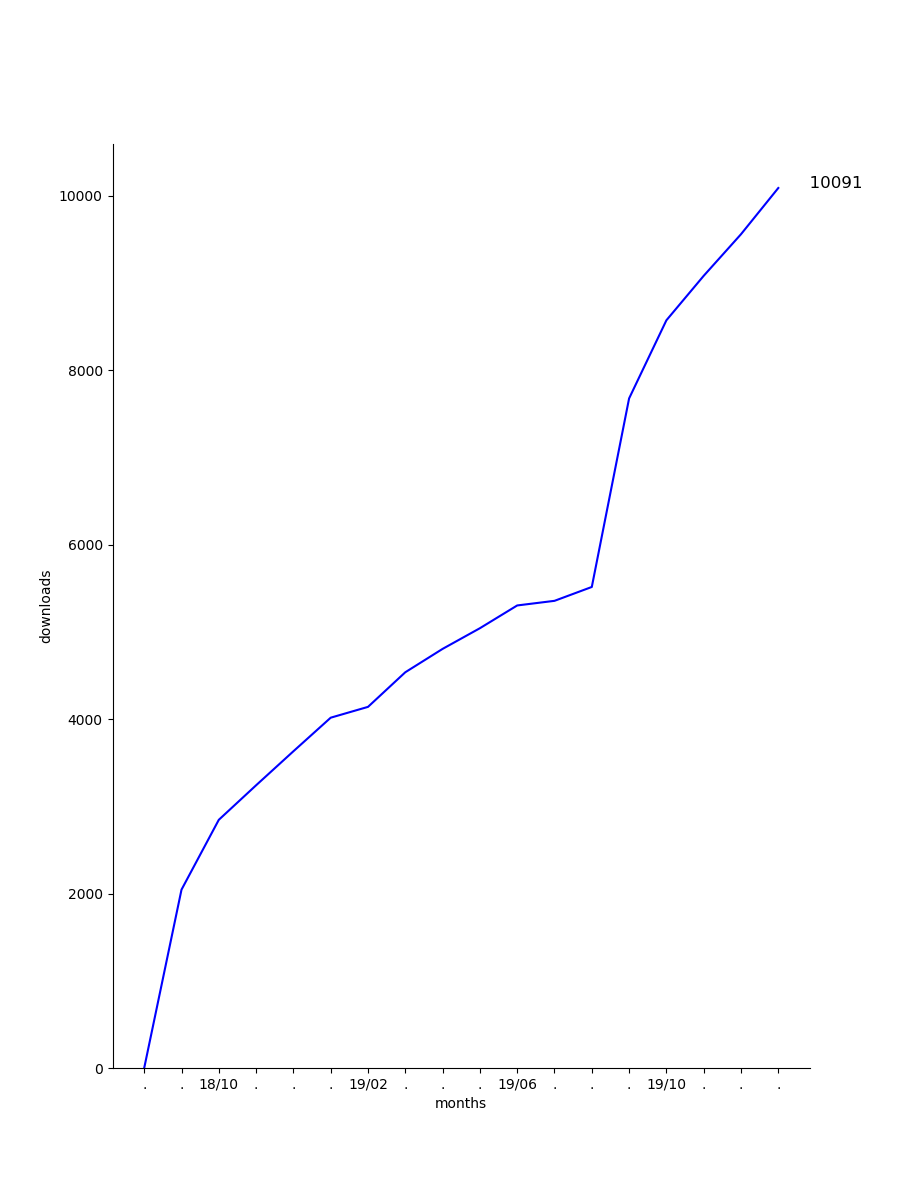 10091
10000
8000
6000
downloads
4000
2000
0
. . 18/10 . . . 19/02 . . . 19/06 . . . 19/10 . . .
months